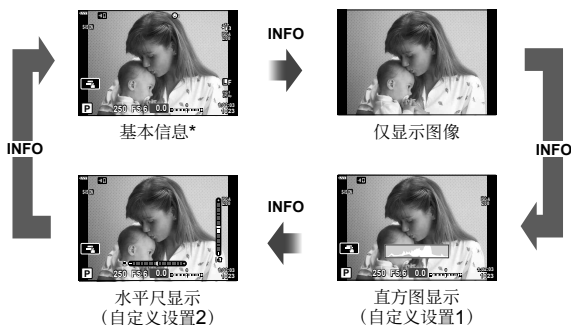 INFO
P 250 F5.6 0.0
基本信息*
仅显示图像
INFO
INFO
INFO
P 250 F5.6 0.0
P 250 F5.6 0.0
水平尺显示
（自定义设置2）
直方图显示
（自定义设置1）